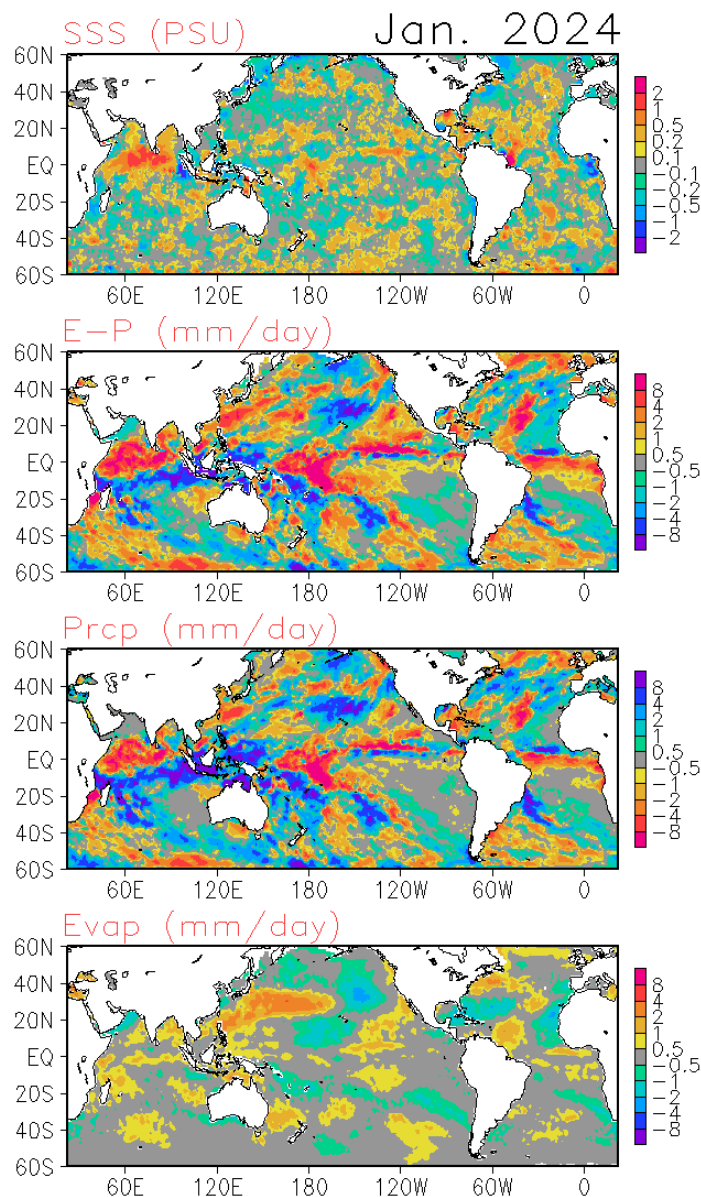 SSS (PSU) Jan. 2024
60N
40N
20N
EQ
20S
40S
60S
60E 120E 180 120W 60W 0
2
1
0.5
0.2
0.1
-0.1
-0.2
-0.5
-1
-2
E-P (mm/day)
60N
40N
20N
EQ
20S
40S
60S
60E 120E 180 120W 60W 0
8
4
2
1
0.5
-0.5
-1
-2
-4
-8
Prcp (mm/day)
60N
40N
20N
EQ
20S
40S
60S
60E 120E 180 120W 60W 0
8
4
2
1
0.5
-0.5
-1
-2
-4
-8
Evap (mm/day)
60N
40N
20N
EQ
20S
40S
60S
60E 120E 180 120W 60W 0
8
4
2
1
0.5
-0.5
-1
-2
-4
-8